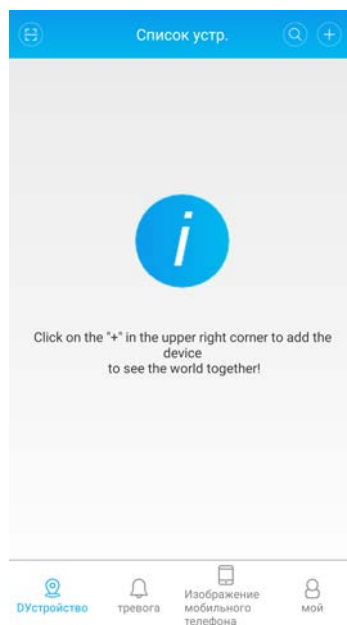 Список устр.
i
Click on the "+" in the upper right corner to add the
device
to see the world together!
DУстройство
тревога
Изображение
мобильного
телефона
мой